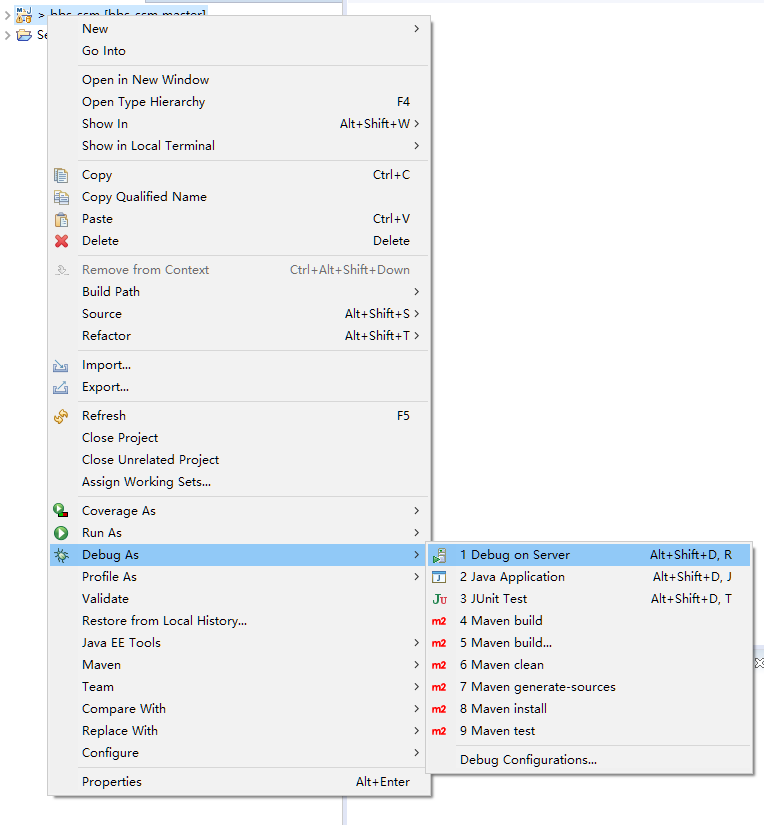 New
Go Into
Open in New Window
Open Type Hierarchy F4
Show In Alt+Shift+W
Show in Local Terminal
Copy Ctrl+C
Copy Qualified Name
Paste Ctrl+V
Delete Delete
Remove from Context Ctrl+Alt+Shift+Down
Build Path
Source Alt+Shift+S
Refactor Alt+Shift+T
Import...
Export...
Refresh F5
Close Project
Close Unrelated Project
Assign Working Sets...
Coverage As
Run As
Debug As
1 Debug on Server Alt+Shift+D, R
Profile As
J 2 Java Application Alt+Shift+D, J
Validate
Ju 3 JUnit Test Alt+Shift+D, T
Restore from Local History...
m2 4 Maven build
Java EE Tools
m2 5 Maven build...
Maven
m2 6 Maven clean
Team
m2 7 Maven generate-sources
Compare With
m2 8 Maven install
Replace With
m2 9 Maven test
Configure
Debug Configurations...
Properties Alt+Enter